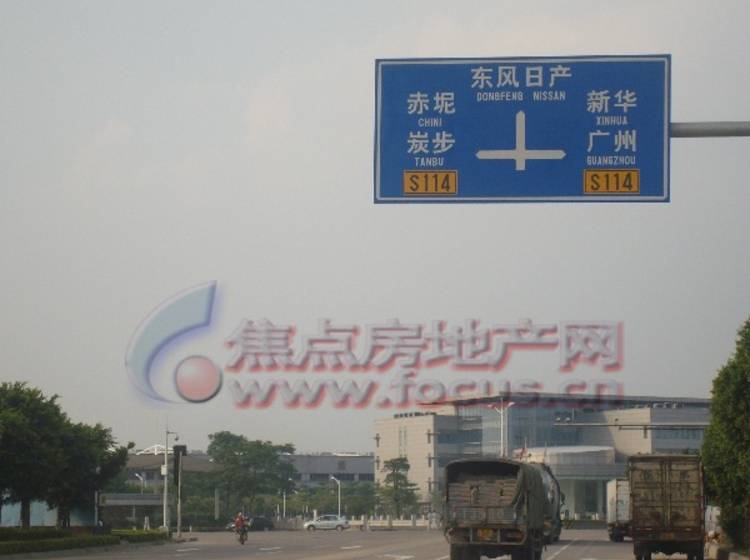 东风日产
DONGFENG NISSAN
赤坭
CHINI
炭步
TANBU
S114
新华
XINHUA
广州
GUANGZHOU
S114
焦点房地产网
www.focus.cn